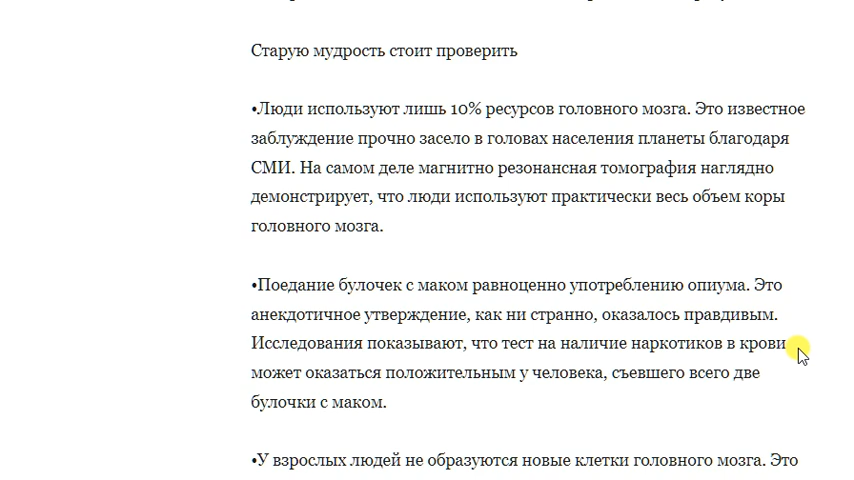 Старую мудрость стоит проверить
•Люди используют лишь 10% ресурсов головного мозга. Это известное
заблуждение прочно засело в головах населения планеты благодаря
СМИ. На самом деле магнитно резонансная томография наглядно
демонстрирует, что люди используют практически весь объем коры
головного мозга.
•Поедание булочек с маком равноценно употреблению опиума. Это
анекдотичное утверждение, как ни странно, оказалось правдивым.
Исследования показывают, что тест на наличие наркотиков в крови
может оказаться положительным у человека, съевшего всего две
булочки с маком.
•У взрослых людей не образуются новые клетки головного мозга. Это